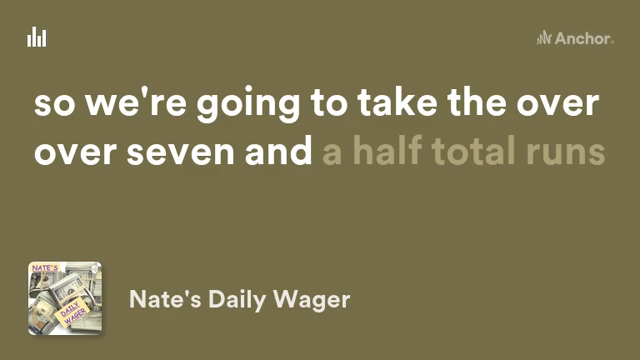 Anchor
so we're going to take the over
over seven and a half total runs
NATE'S
DAILY
WAGER
Nate's Daily Wager